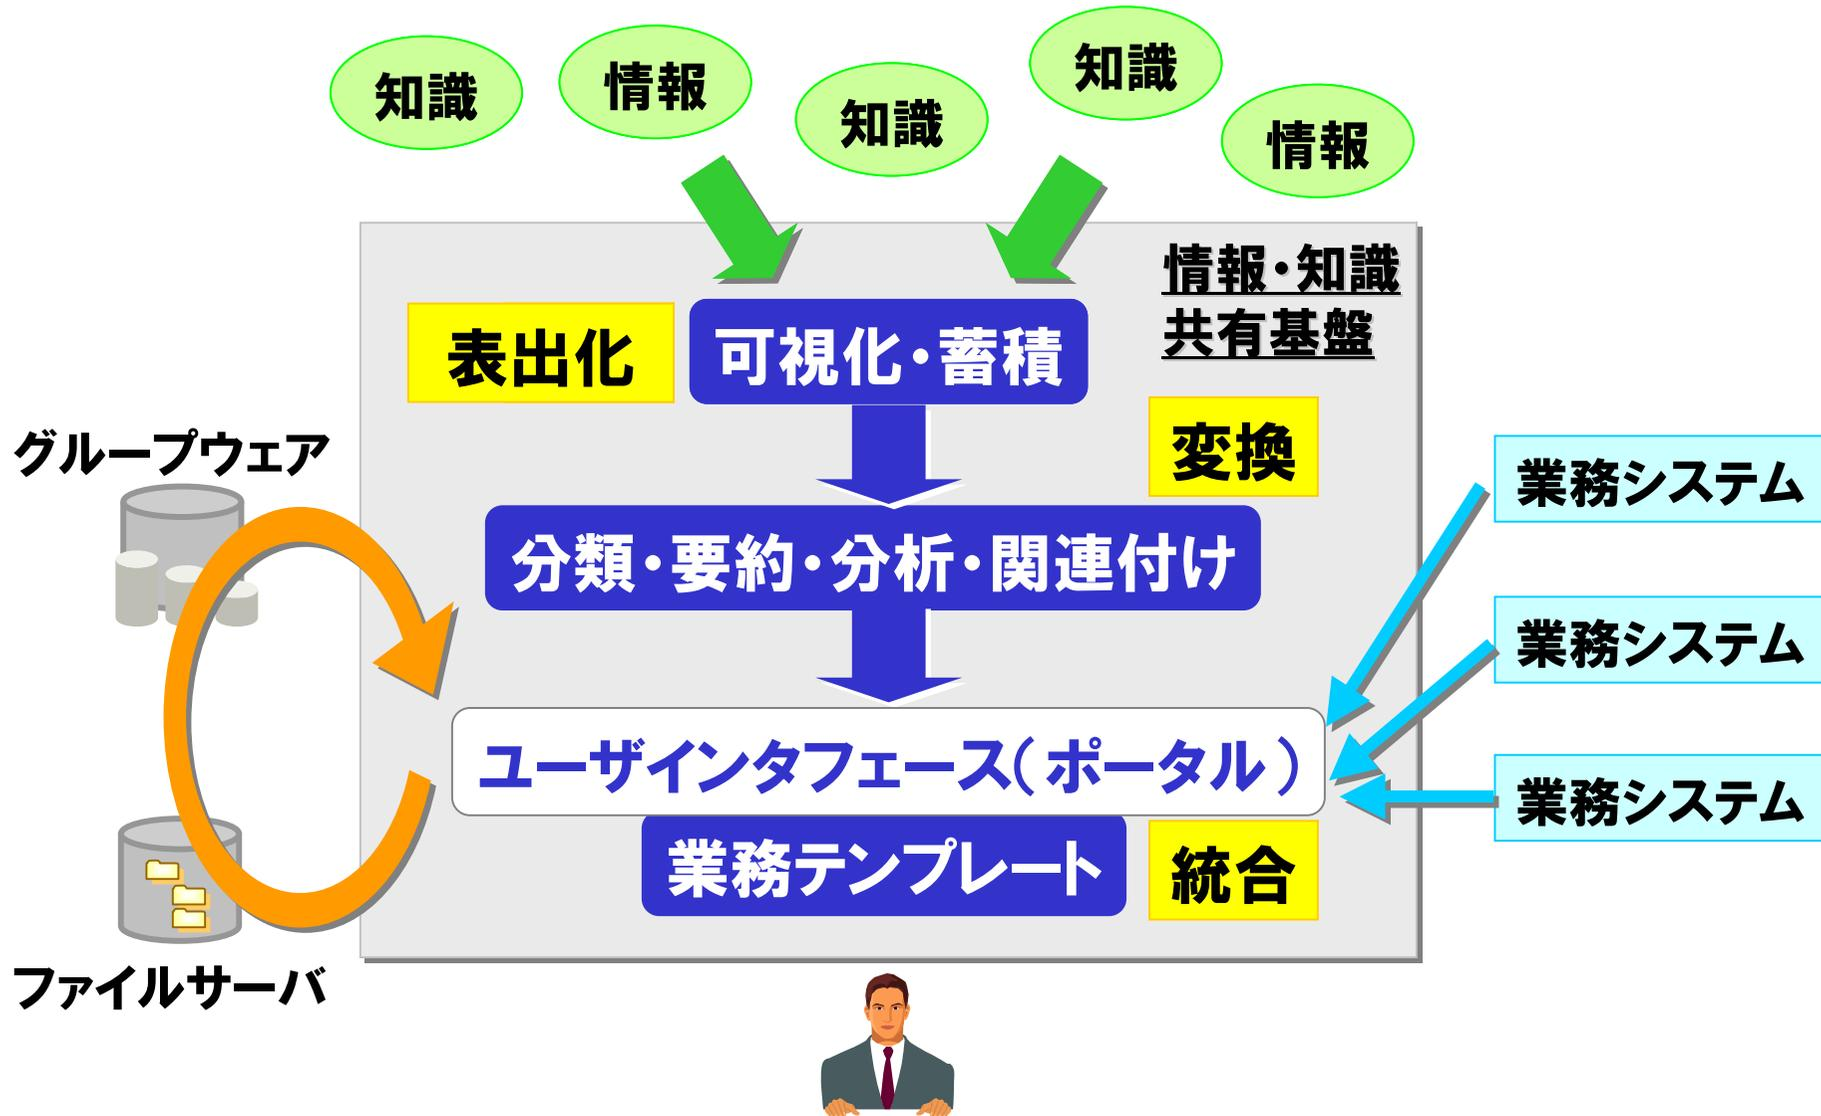 知識
情報
知識
知識
情報
情報・知識
共有基盤
表出化
可視化・蓄積
変換
グループウェア
業務システム
分類・要約・分析・関連付け
業務システム
ユーザインタフェース(ポータル)
業務システム
業務テンプレート
統合
ファイルサーバ